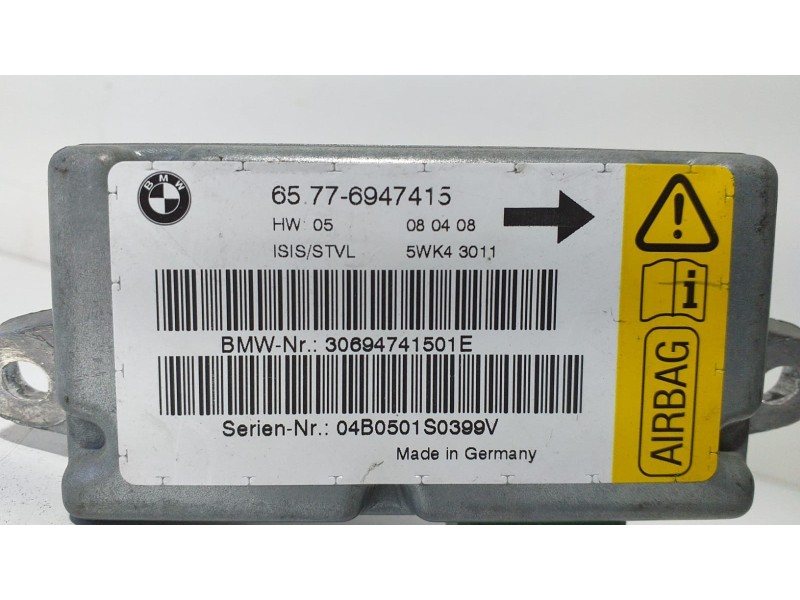 BMW
65.77-6947415
HW 05 08 04 08
ISIS/STVL 5WK4 3011
BMW-Nr.: 30694741501E
Serien-Nr.: 04B0501S0399V
Made in Germany
i
AIRBAG